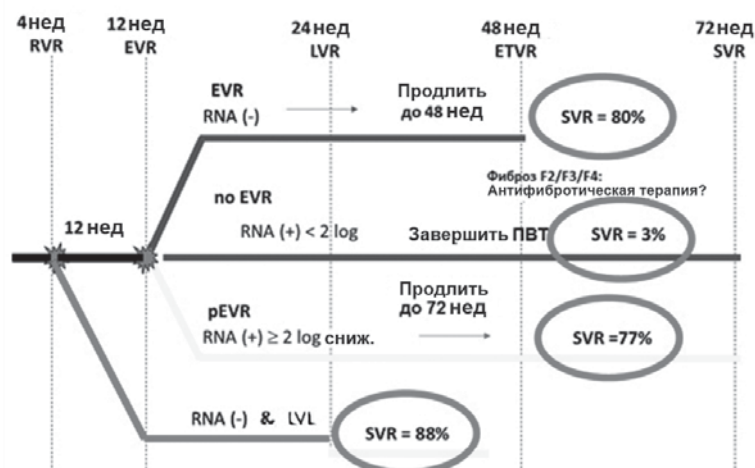 4нед 12нед 24нед 48нед 72нед
RVR EVR LVR ETVR SVR
EVR
RNA (-)
Продлить
до 48 нед
SVR = 80%
Фиброз F2/F3/F4:
Антифибротическая терапия?
no EVR
12 нед
RNA (+) < 2 log
Завершить ПВТ
SVR = 3%
Продлить
до 72 нед
pEVR
RNA (+) ≥ 2 log сниж.
SVR =77%
RNA (-) & LVL
SVR = 88%